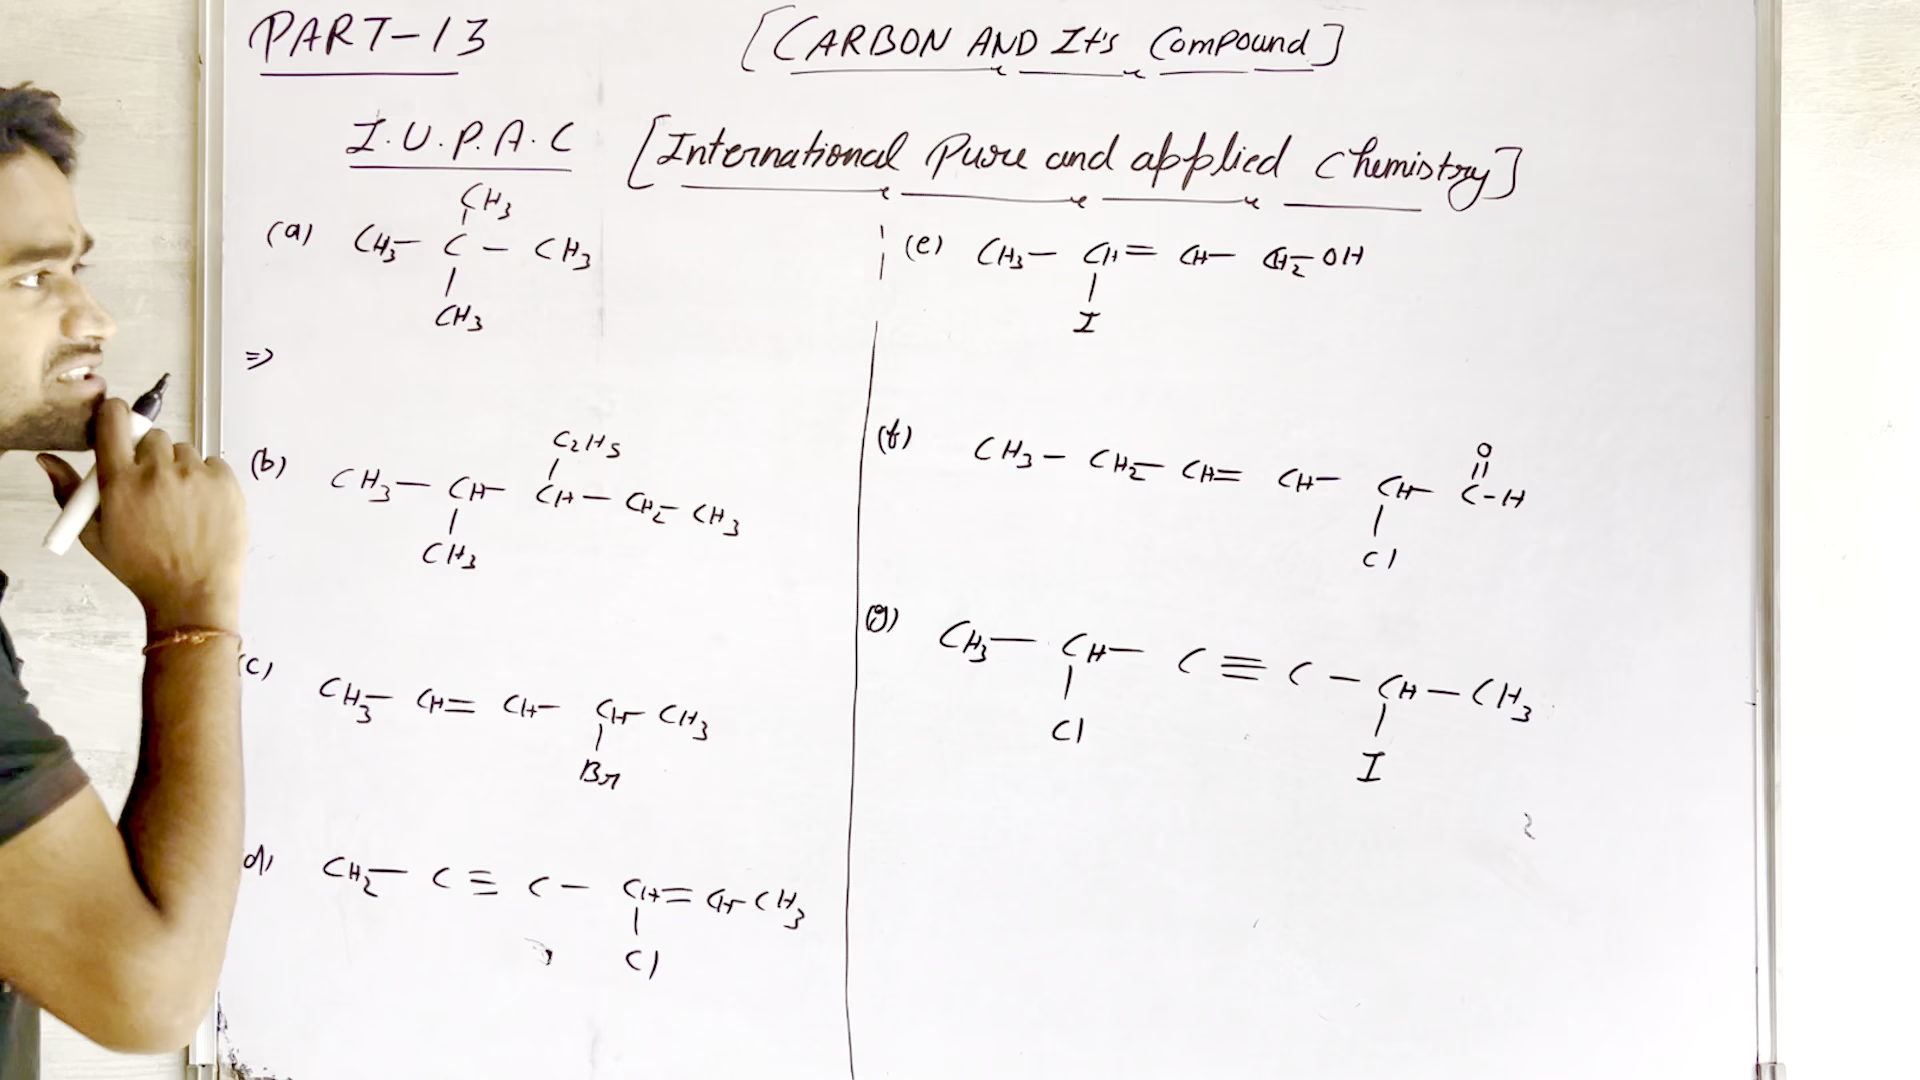 PART-13
[CARBON AND It's Compound]
I.U.P.A.C [International Pure and applied Chemistry]
CH3
(a) CH3 - C - CH3
CH3
⇒
C2H5
(b) CH3 - CH - CH - CH2 - CH3
CH3
(c) CH3 - CH = CH - CH - CH3
Br
d) CH2 - C ≡ C - CH = CH - CH3
Cl
(e) CH3 - CH = CH - CH2 - OH
I
O
(f) CH3 - CH2 - CH = CH - CH - C - H
Cl
(g) CH3 - CH - C ≡ C - CH - CH3
Cl I